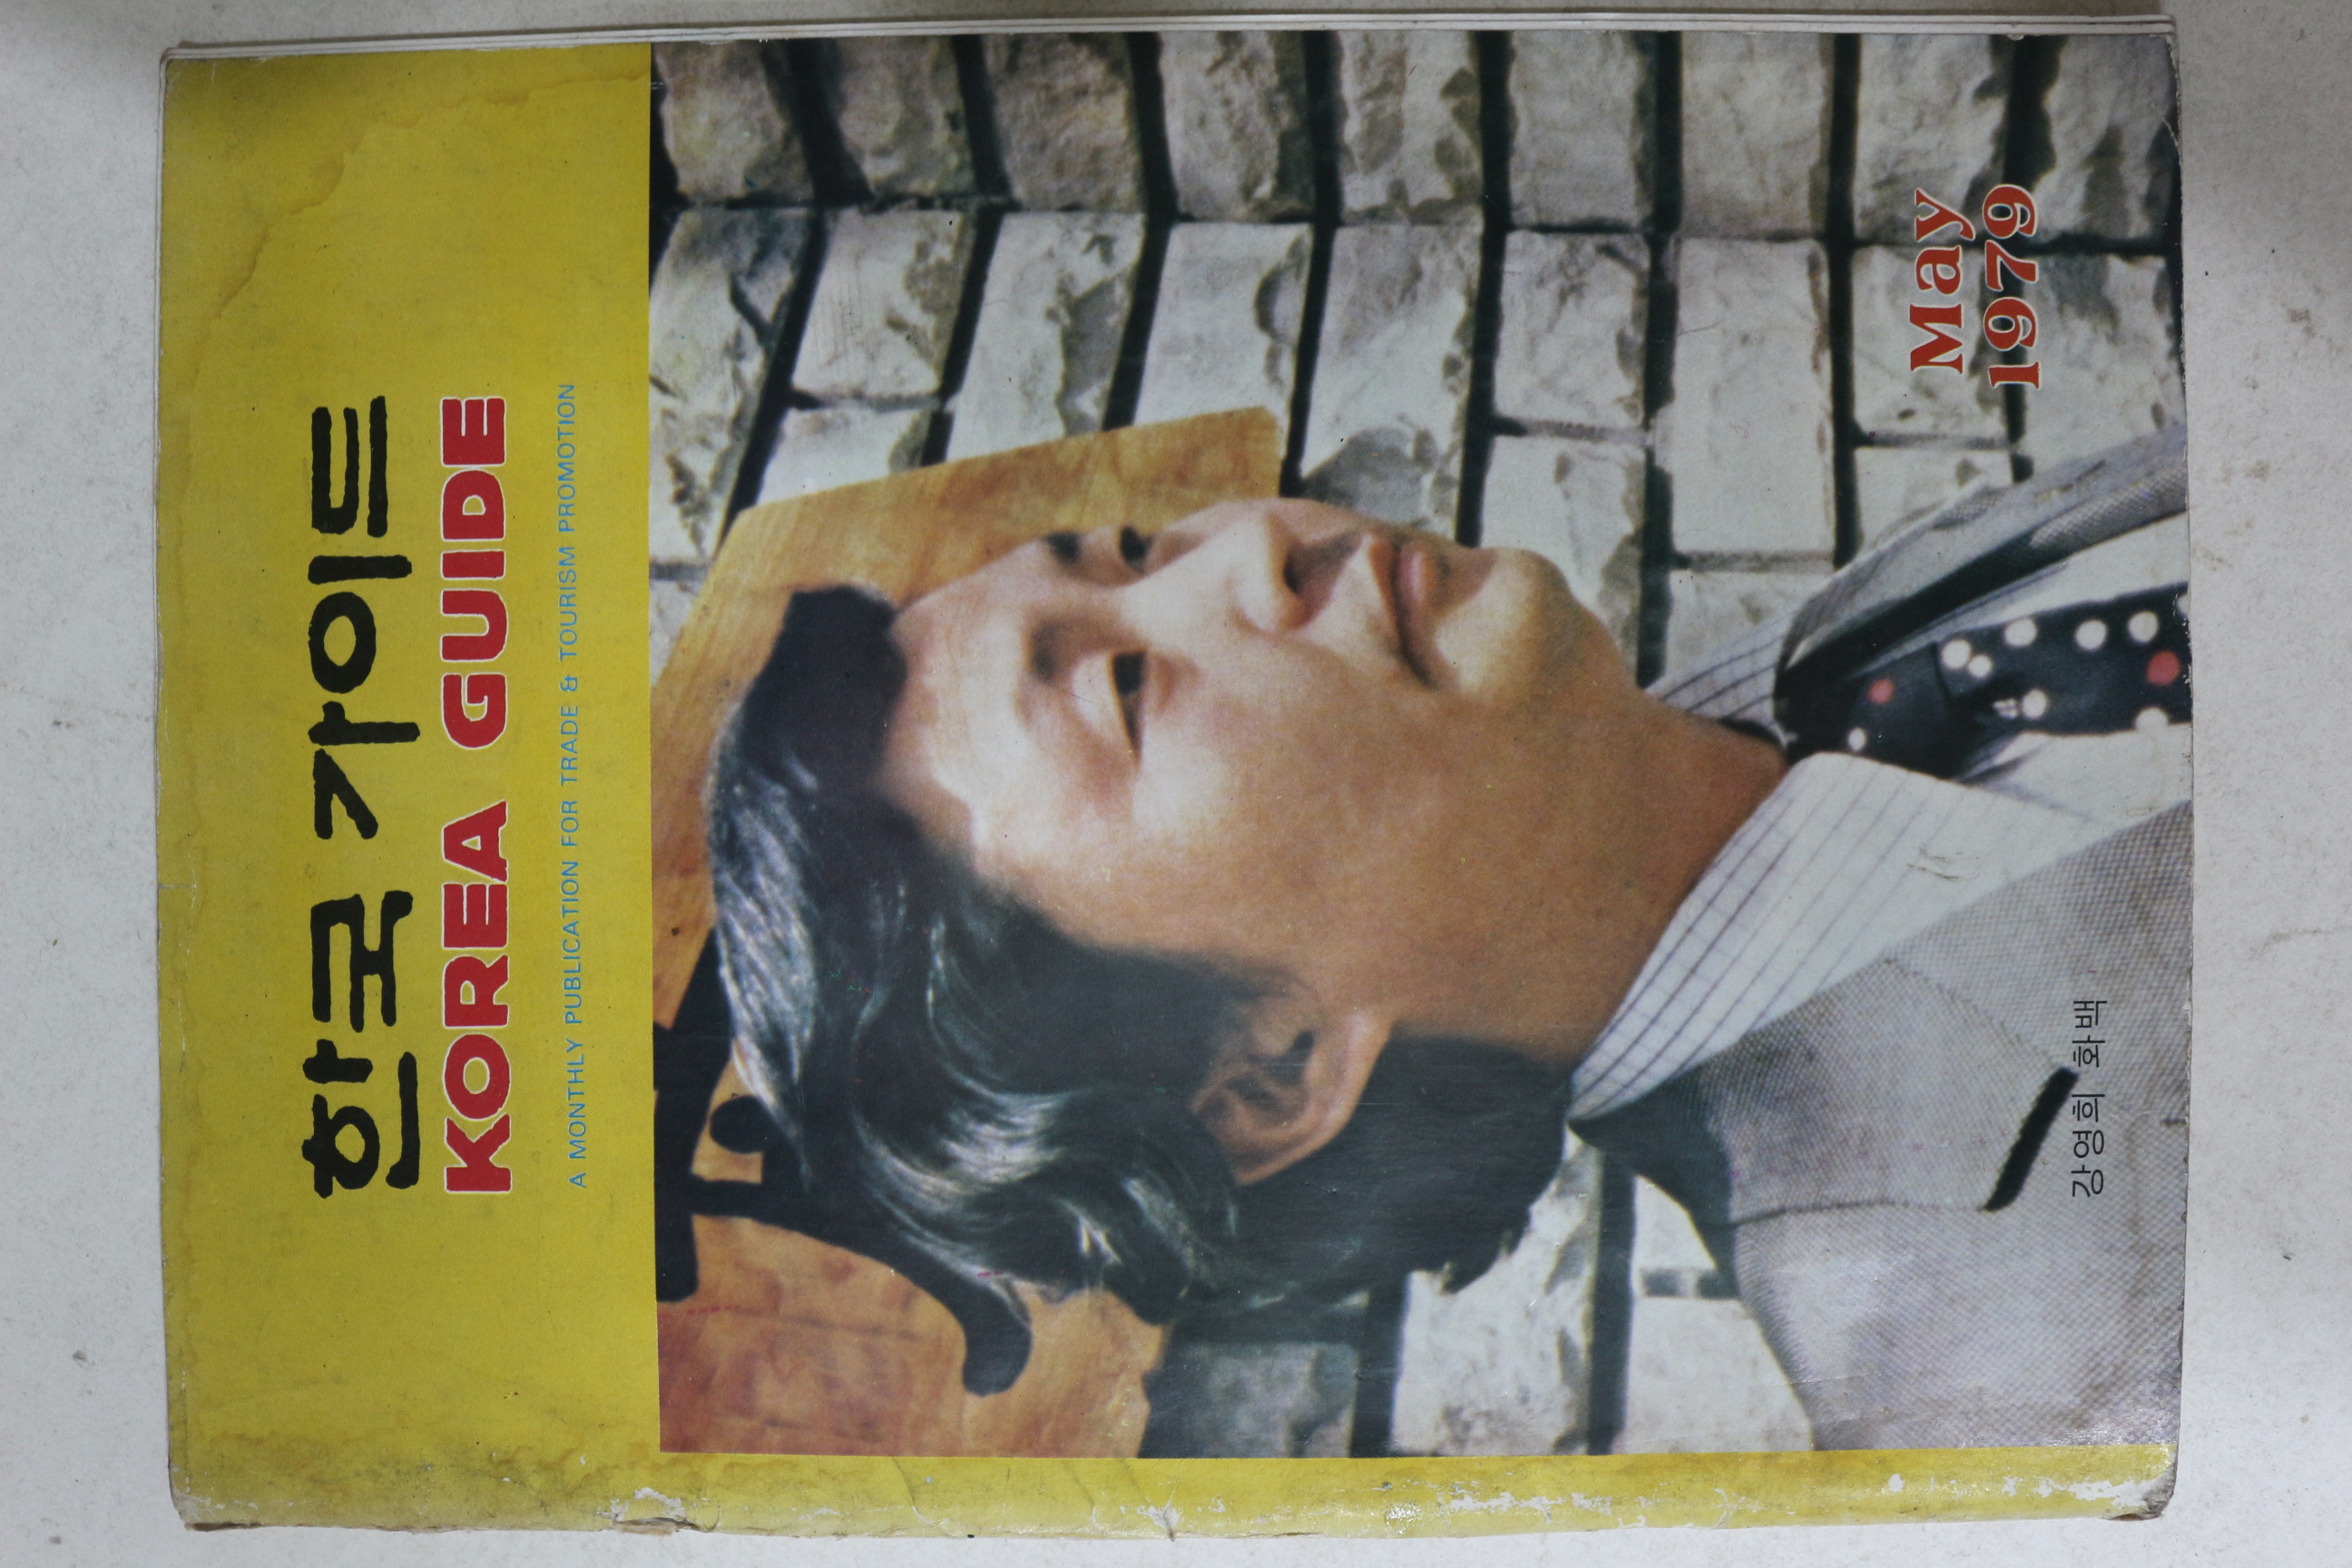 한국 가이드
KOREA GUIDE
A MONTHLY PUBLICATION FOR TRADE & TOURISM PROMOTION
May
1979
강영희 화백